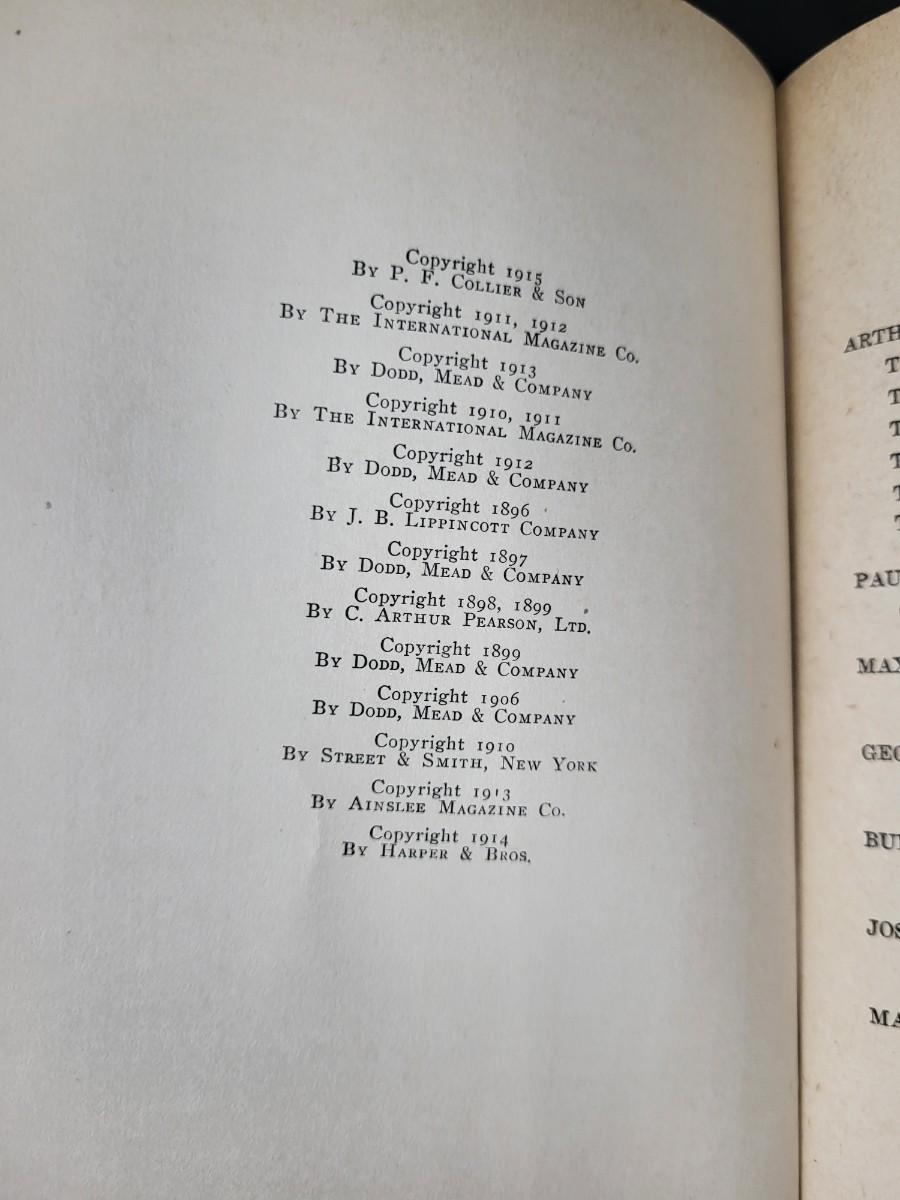 Copyright 1915
By P. F. Collier & Son
Copyright 1911, 1912
By The International Magazine Co.
Copyright 1913
By Dodd, Mead & Company
Copyright 1910, 1911
By The International Magazine Co.
Copyright 1912
By Dodd, Mead & Company
Copyright 1896
By J. B. Lippincott Company
Copyright 1897
By Dodd, Mead & Company
Copyright 1898, 1899
By C. Arthur Pearson, Ltd.
Copyright 1899
By Dodd, Mead & Company
Copyright 1906
By Dodd, Mead & Company
Copyright 1910
By Street & Smith, New York
Copyright 1913
By Ainslee Magazine Co.
Copyright 1914
By Harper & Bros.
ARTH
T
T
T
T
T
T
PAU
MAX
GEO
BU
JOS
MA